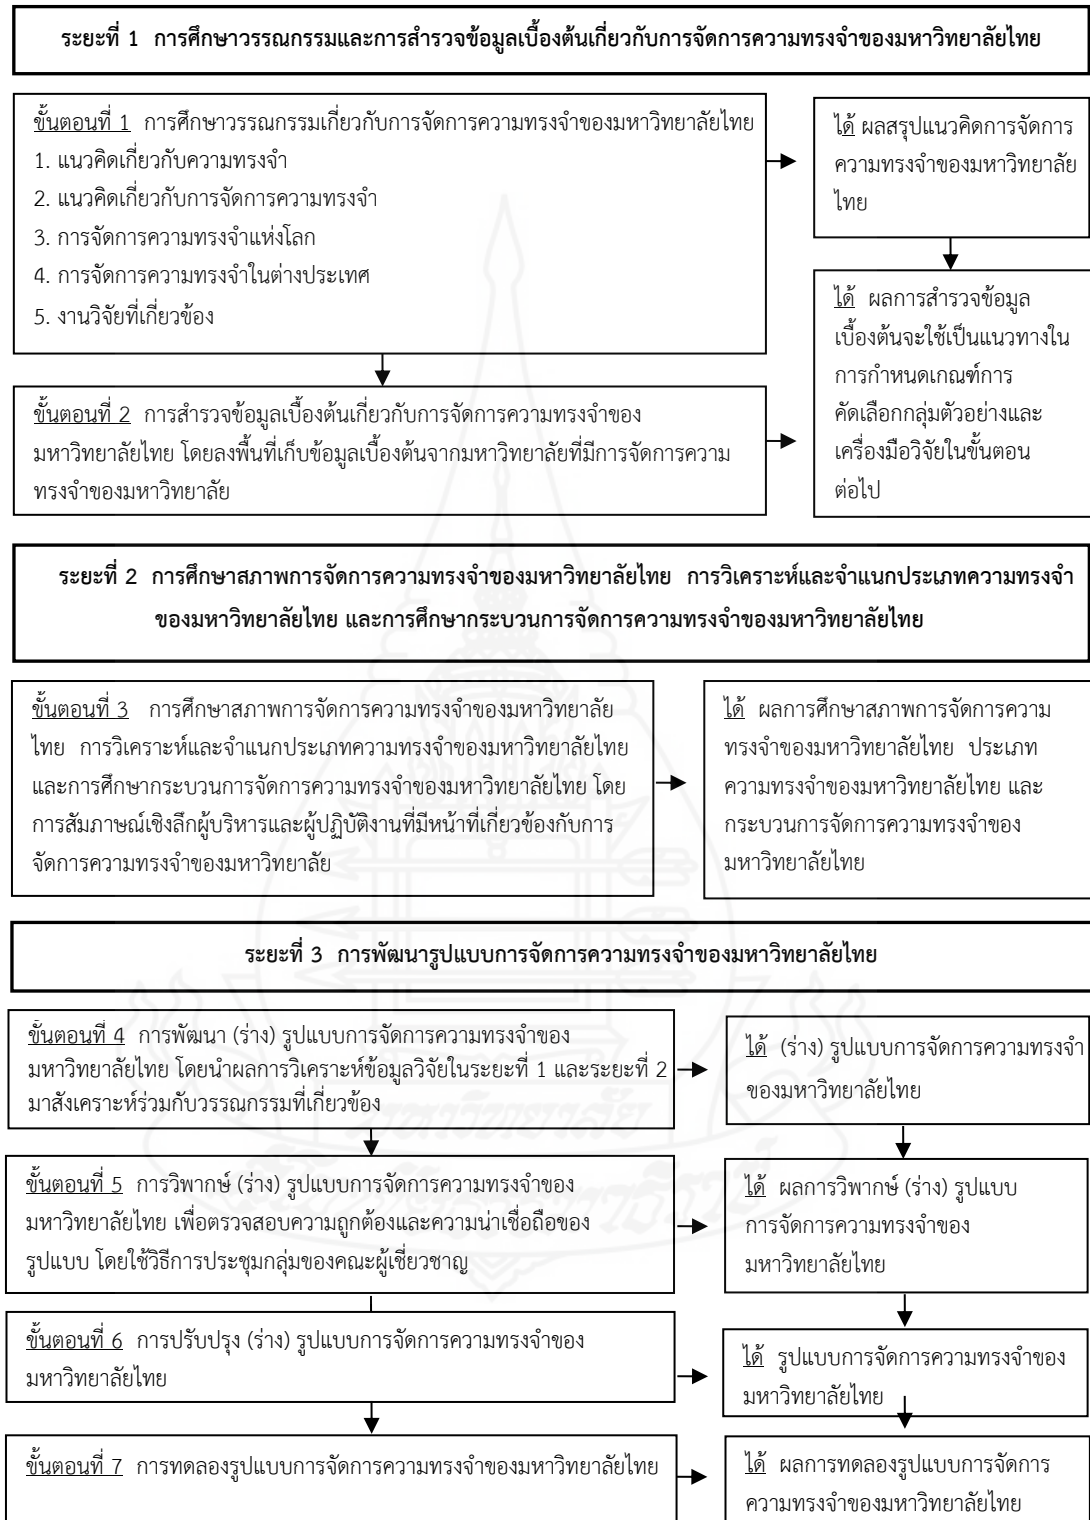 ระยะที่ 1  การศึกษาวรรณกรรมและการสำรวจข้อมูลเบื้องต้นเกี่ยวกับการจัดการความทรงจำของมหาวิทยาลัยไทย
ขั้นตอนที่ 1  การศึกษาวรรณกรรมเกี่ยวกับการจัดการความทรงจำของมหาวิทยาลัยไทย
1. แนวคิดเกี่ยวกับความทรงจำ
2. แนวคิดเกี่ยวกับการจัดการความทรงจำ
3. การจัดการความทรงจำแห่งโลก
4. การจัดการความทรงจำในต่างประเทศ
5. งานวิจัยที่เกี่ยวข้อง
ได้ ผลสรุปแนวคิดการจัดการ
ความทรงจำของมหาวิทยาลัย
ไทย
ขั้นตอนที่ 2  การสำรวจข้อมูลเบื้องต้นเกี่ยวกับการจัดการความทรงจำของ
มหาวิทยาลัยไทย โดยลงพื้นที่เก็บข้อมูลเบื้องต้นจากมหาวิทยาลัยที่มีการจัดการความ
ทรงจำของมหาวิทยาลัย
ได้  ผลการสำรวจข้อมูล
เบื้องต้นจะใช้เป็นแนวทางใน
การกำหนดเกณฑ์การ
คัดเลือกกลุ่มตัวอย่างและ
เครื่องมือวิจัยในขั้นตอน
ต่อไป
ระยะที่ 2  การศึกษาสภาพการจัดการความทรงจำของมหาวิทยาลัยไทย  การวิเคราะห์และจำแนกประเภทความทรงจำ
ของมหาวิทยาลัยไทย และการศึกษากระบวนการจัดการความทรงจำของมหาวิทยาลัยไทย
ขั้นตอนที่ 3  การศึกษาสภาพการจัดการความทรงจำของมหาวิทยาลัย
ไทย  การวิเคราะห์และจำแนกประเภทความทรงจำของมหาวิทยาลัยไทย
และการศึกษากระบวนการจัดการความทรงจำของมหาวิทยาลัยไทย โดย
การสัมภาษณ์เชิงลึกผู้บริหารและผู้ปฏิบัติงานที่มีหน้าที่เกี่ยวข้องกับการ
จัดการความทรงจำของมหาวิทยาลัย
ได้  ผลการศึกษาสภาพการจัดการความ
ทรงจำของมหาวิทยาลัยไทย  ประเภท
ความทรงจำของมหาวิทยาลัยไทย และ
กระบวนการจัดการความทรงจำของ
มหาวิทยาลัยไทย
ระยะที่ 3  การพัฒนารูปแบบการจัดการความทรงจำของมหาวิทยาลัยไทย
ขั้นตอนที่ 4  การพัฒนา (ร่าง) รูปแบบการจัดการความทรงจำของ
มหาวิทยาลัยไทย โดยนำผลการวิเคราะห์ข้อมูลวิจัยในระยะที่ 1 และระยะที่ 2
มาสังเคราะห์ร่วมกับวรรณกรรมที่เกี่ยวข้อง
ได้  (ร่าง) รูปแบบการจัดการความทรงจำ
ของมหาวิทยาลัยไทย
มหาวิทยาลัย
สุโขทัยธรรมาธิราช
ขั้นตอนที่ 5  การวิพากษ์ (ร่าง) รูปแบบการจัดการความทรงจำของ
มหาวิทยาลัยไทย เพื่อตรวจสอบความถูกต้องและความน่าเชื่อถือของ
รูปแบบ โดยใช้วิธีการประชุมกลุ่มของคณะผู้เชี่ยวชาญ
ได้  ผลการวิพากษ์ (ร่าง) รูปแบบ
การจัดการความทรงจำของ
มหาวิทยาลัยไทย
ขั้นตอนที่ 6  การปรับปรุง (ร่าง) รูปแบบการจัดการความทรงจำของ
มหาวิทยาลัยไทย
ได้  รูปแบบการจัดการความทรงจำของ
มหาวิทยาลัยไทย
ขั้นตอนที่ 7  การทดลองรูปแบบการจัดการความทรงจำของมหาวิทยาลัยไทย
ได้  ผลการทดลองรูปแบบการจัดการ
ความทรงจำของมหาวิทยาลัยไทย